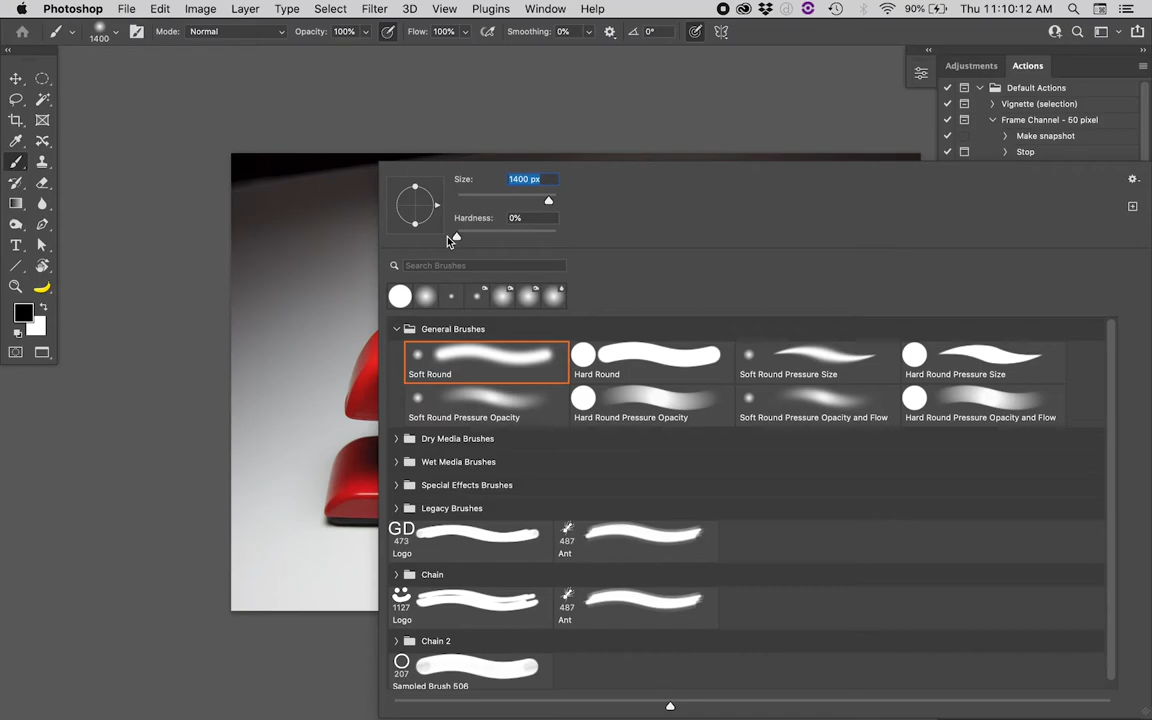 Photoshop File Edit Image Layer Type Select Filter 3D View Plugins Window Help 90% Thu 11:10:12 AM
1400 Mode: Normal Opacity: 100% Flow: 100% Smoothing: 0% 0°
Adjustments Actions
Default Actions
Vignette (selection)
Frame Channel - 50 pixel
Make snapshot
Stop
Size: 1400 px
Hardness: 0%
Search Brushes
General Brushes
Soft Round Hard Round Soft Round Pressure Size Hard Round Pressure Size
Soft Round Pressure Opacity Hard Round Pressure Opacity Soft Round Pressure Opacity and Flow Hard Round Pressure Opacity and Flow
Dry Media Brushes
Wet Media Brushes
Special Effects Brushes
Legacy Brushes
GD
473 487
Logo Ant
Chain
1127 487
Logo Ant
Chain 2
207
Sampled Brush 506